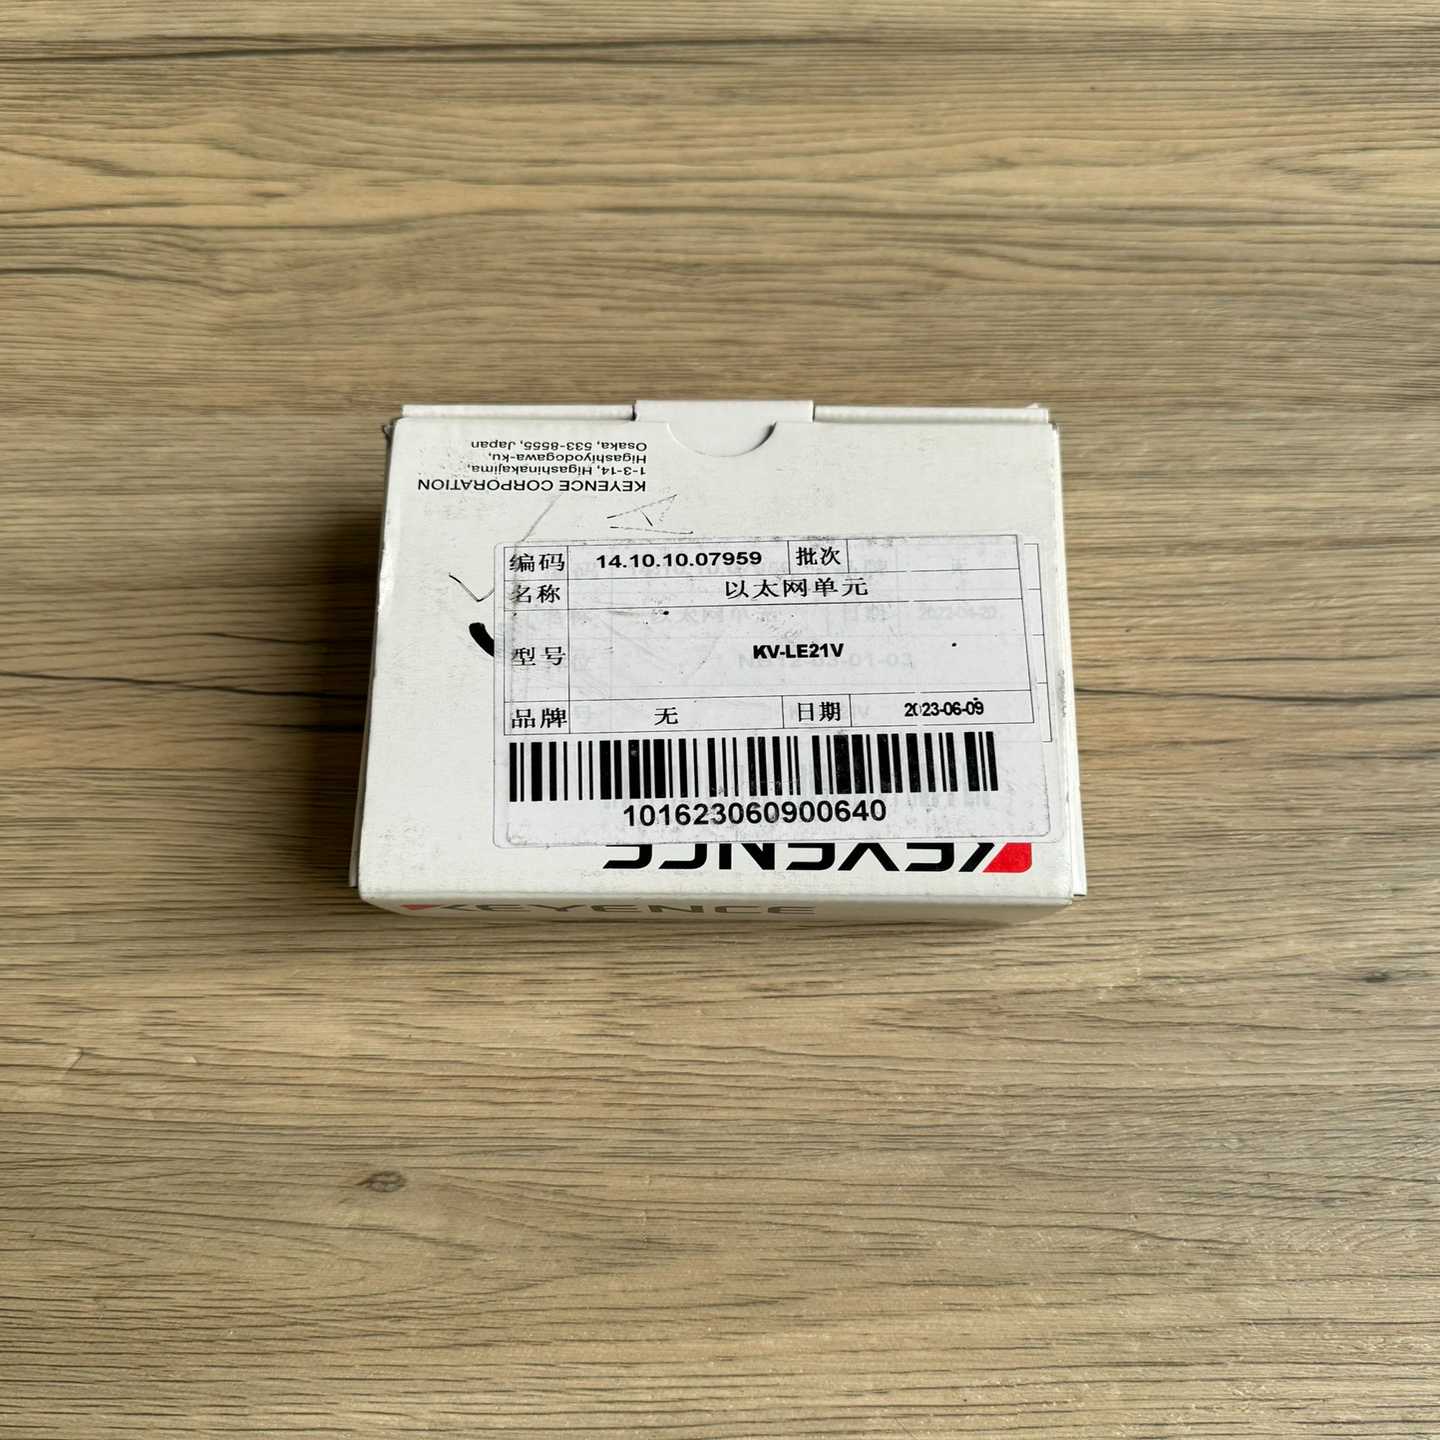 KEYENCE CORPORATION
1-3-14, Higashinakajima,
Higashiyodogawa-ku,
Osaka, 533-8555, Japan
编码 14.10.10.07959 批次
名称 以太网单元
型号 KV-LE21V
品牌 无 日期 2023-06-09
101623060900640
KEYENCE
KEYENCE